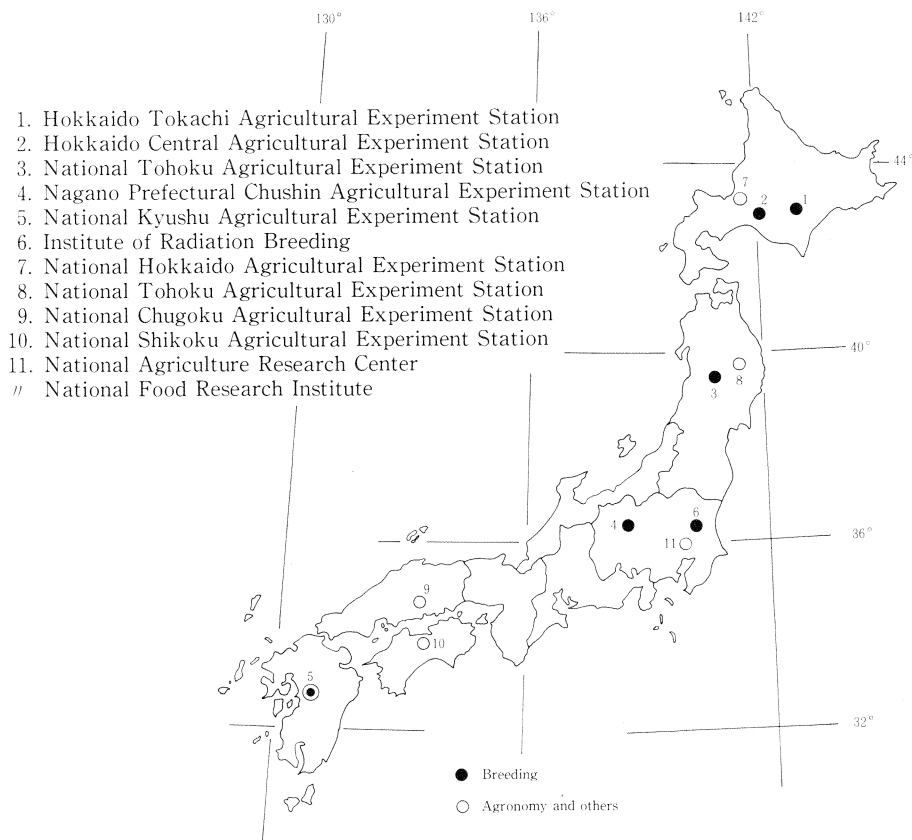 130°
136°
142°
1. Hokkaido Tokachi Agricultural Experiment Station
2. Hokkaido Central Agricultural Experiment Station
3. National Tohoku Agricultural Experiment Station
4. Nagano Prefectural Chushin Agricultural Experiment Station
5. National Kyushu Agricultural Experiment Station
6. Institute of Radiation Breeding
7. National Hokkaido Agricultural Experiment Station
8. National Tohoku Agricultural Experiment Station
9. National Chugoku Agricultural Experiment Station
10. National Shikoku Agricultural Experiment Station
11. National Agriculture Research Center
〃 National Food Research Institute
44°
7
2
1
40°
8
3
4
6
36°
11
9
10
5
32°
Breeding
Agronomy and others